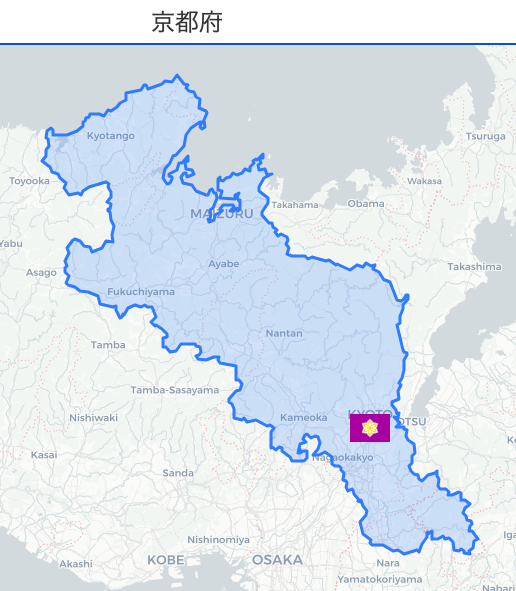 京都府
Tsuruga
Kyotango
Toyooka
Wakasa
Takahama
Obama
MAIZURU
Yabu
Ayabe
Takashima
Asago
Fukuchiyama
Nantan
Tamba
Tamba-Sasayama
Nishiwaki
Kameoka
KYOTO
OTSU
Kasai
Nagaokakyo
Ko
Sanda
Iga
Nishinomiya
Akashi
KOBE
OSAKA
Nara
Yamatokoriyama
Nabari